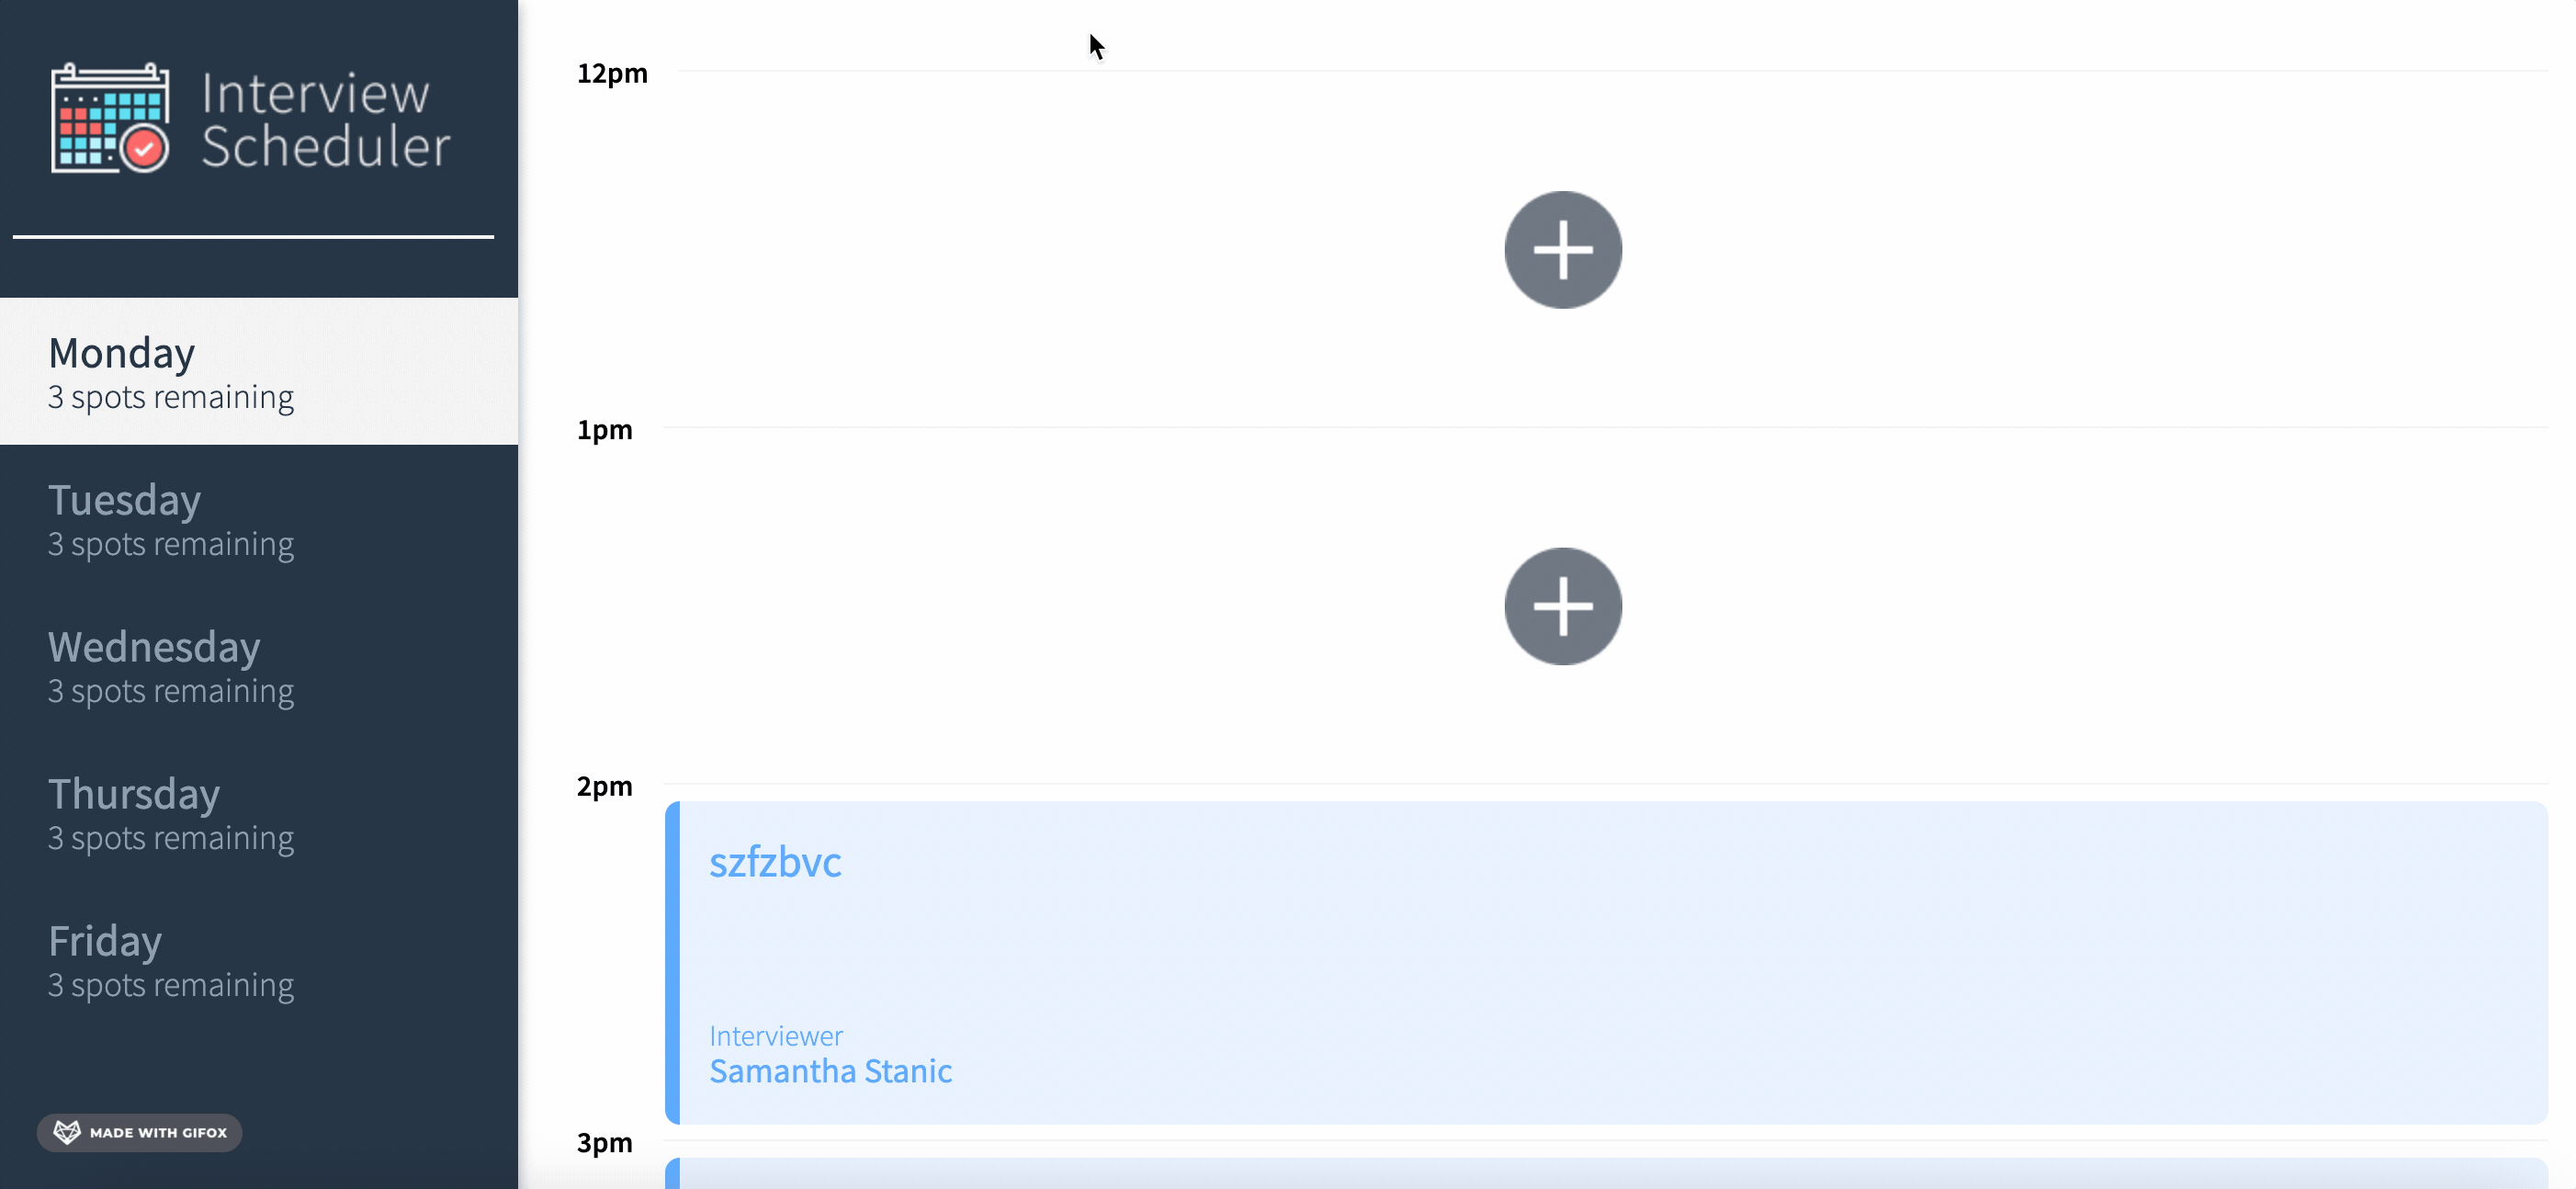 Interview
Scheduler
Monday
3 spots remaining
Tuesday
3 spots remaining
Wednesday
3 spots remaining
Thursday
3 spots remaining
Friday
3 spots remaining
MADE WITH GIFOX
12pm
1pm
2pm
szfzbvc
Interviewer
Samantha Stanic
3pm